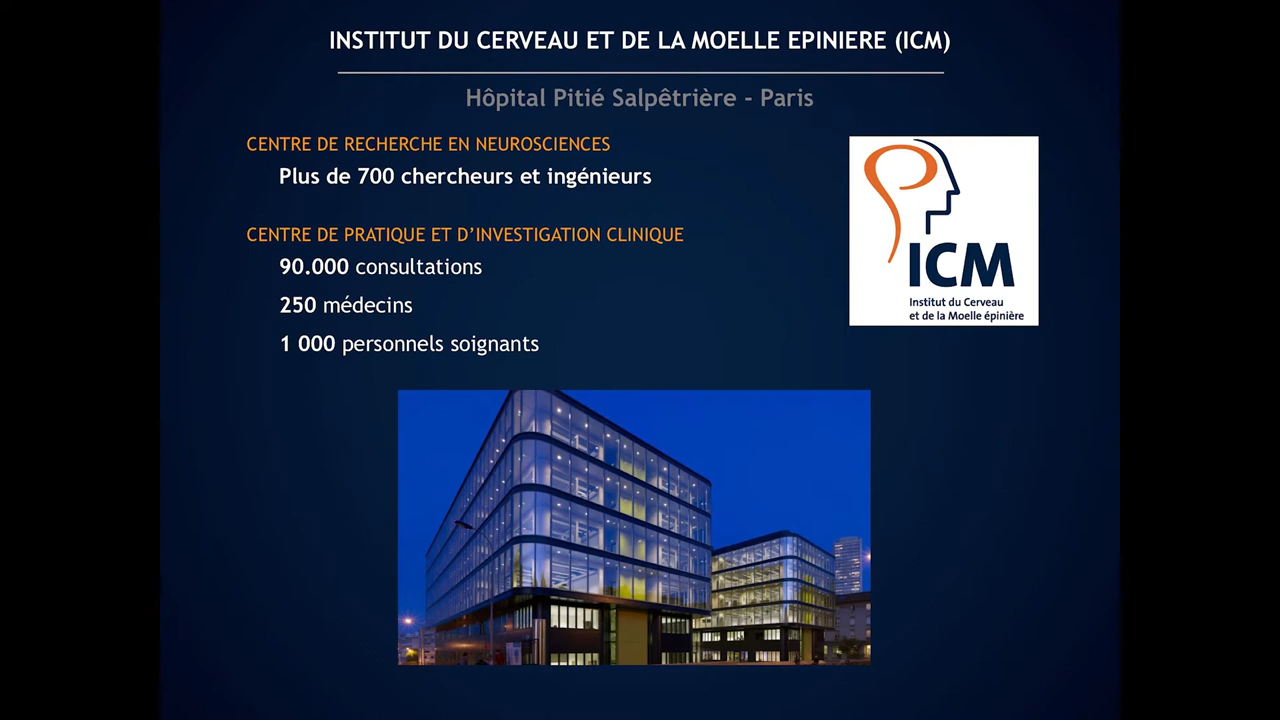 INSTITUT DU CERVEAU ET DE LA MOELLE EPINIERE (ICM)
Hôpital Pitié Salpêtrière - Paris
CENTRE DE RECHERCHE EN NEUROSCIENCES
Plus de 700 chercheurs et ingénieurs
CENTRE DE PRATIQUE ET D’INVESTIGATION CLINIQUE
90.000 consultations
250 médecins
1 000 personnels soignants
ICM
Institut du Cerveau
et de la Moelle épinière